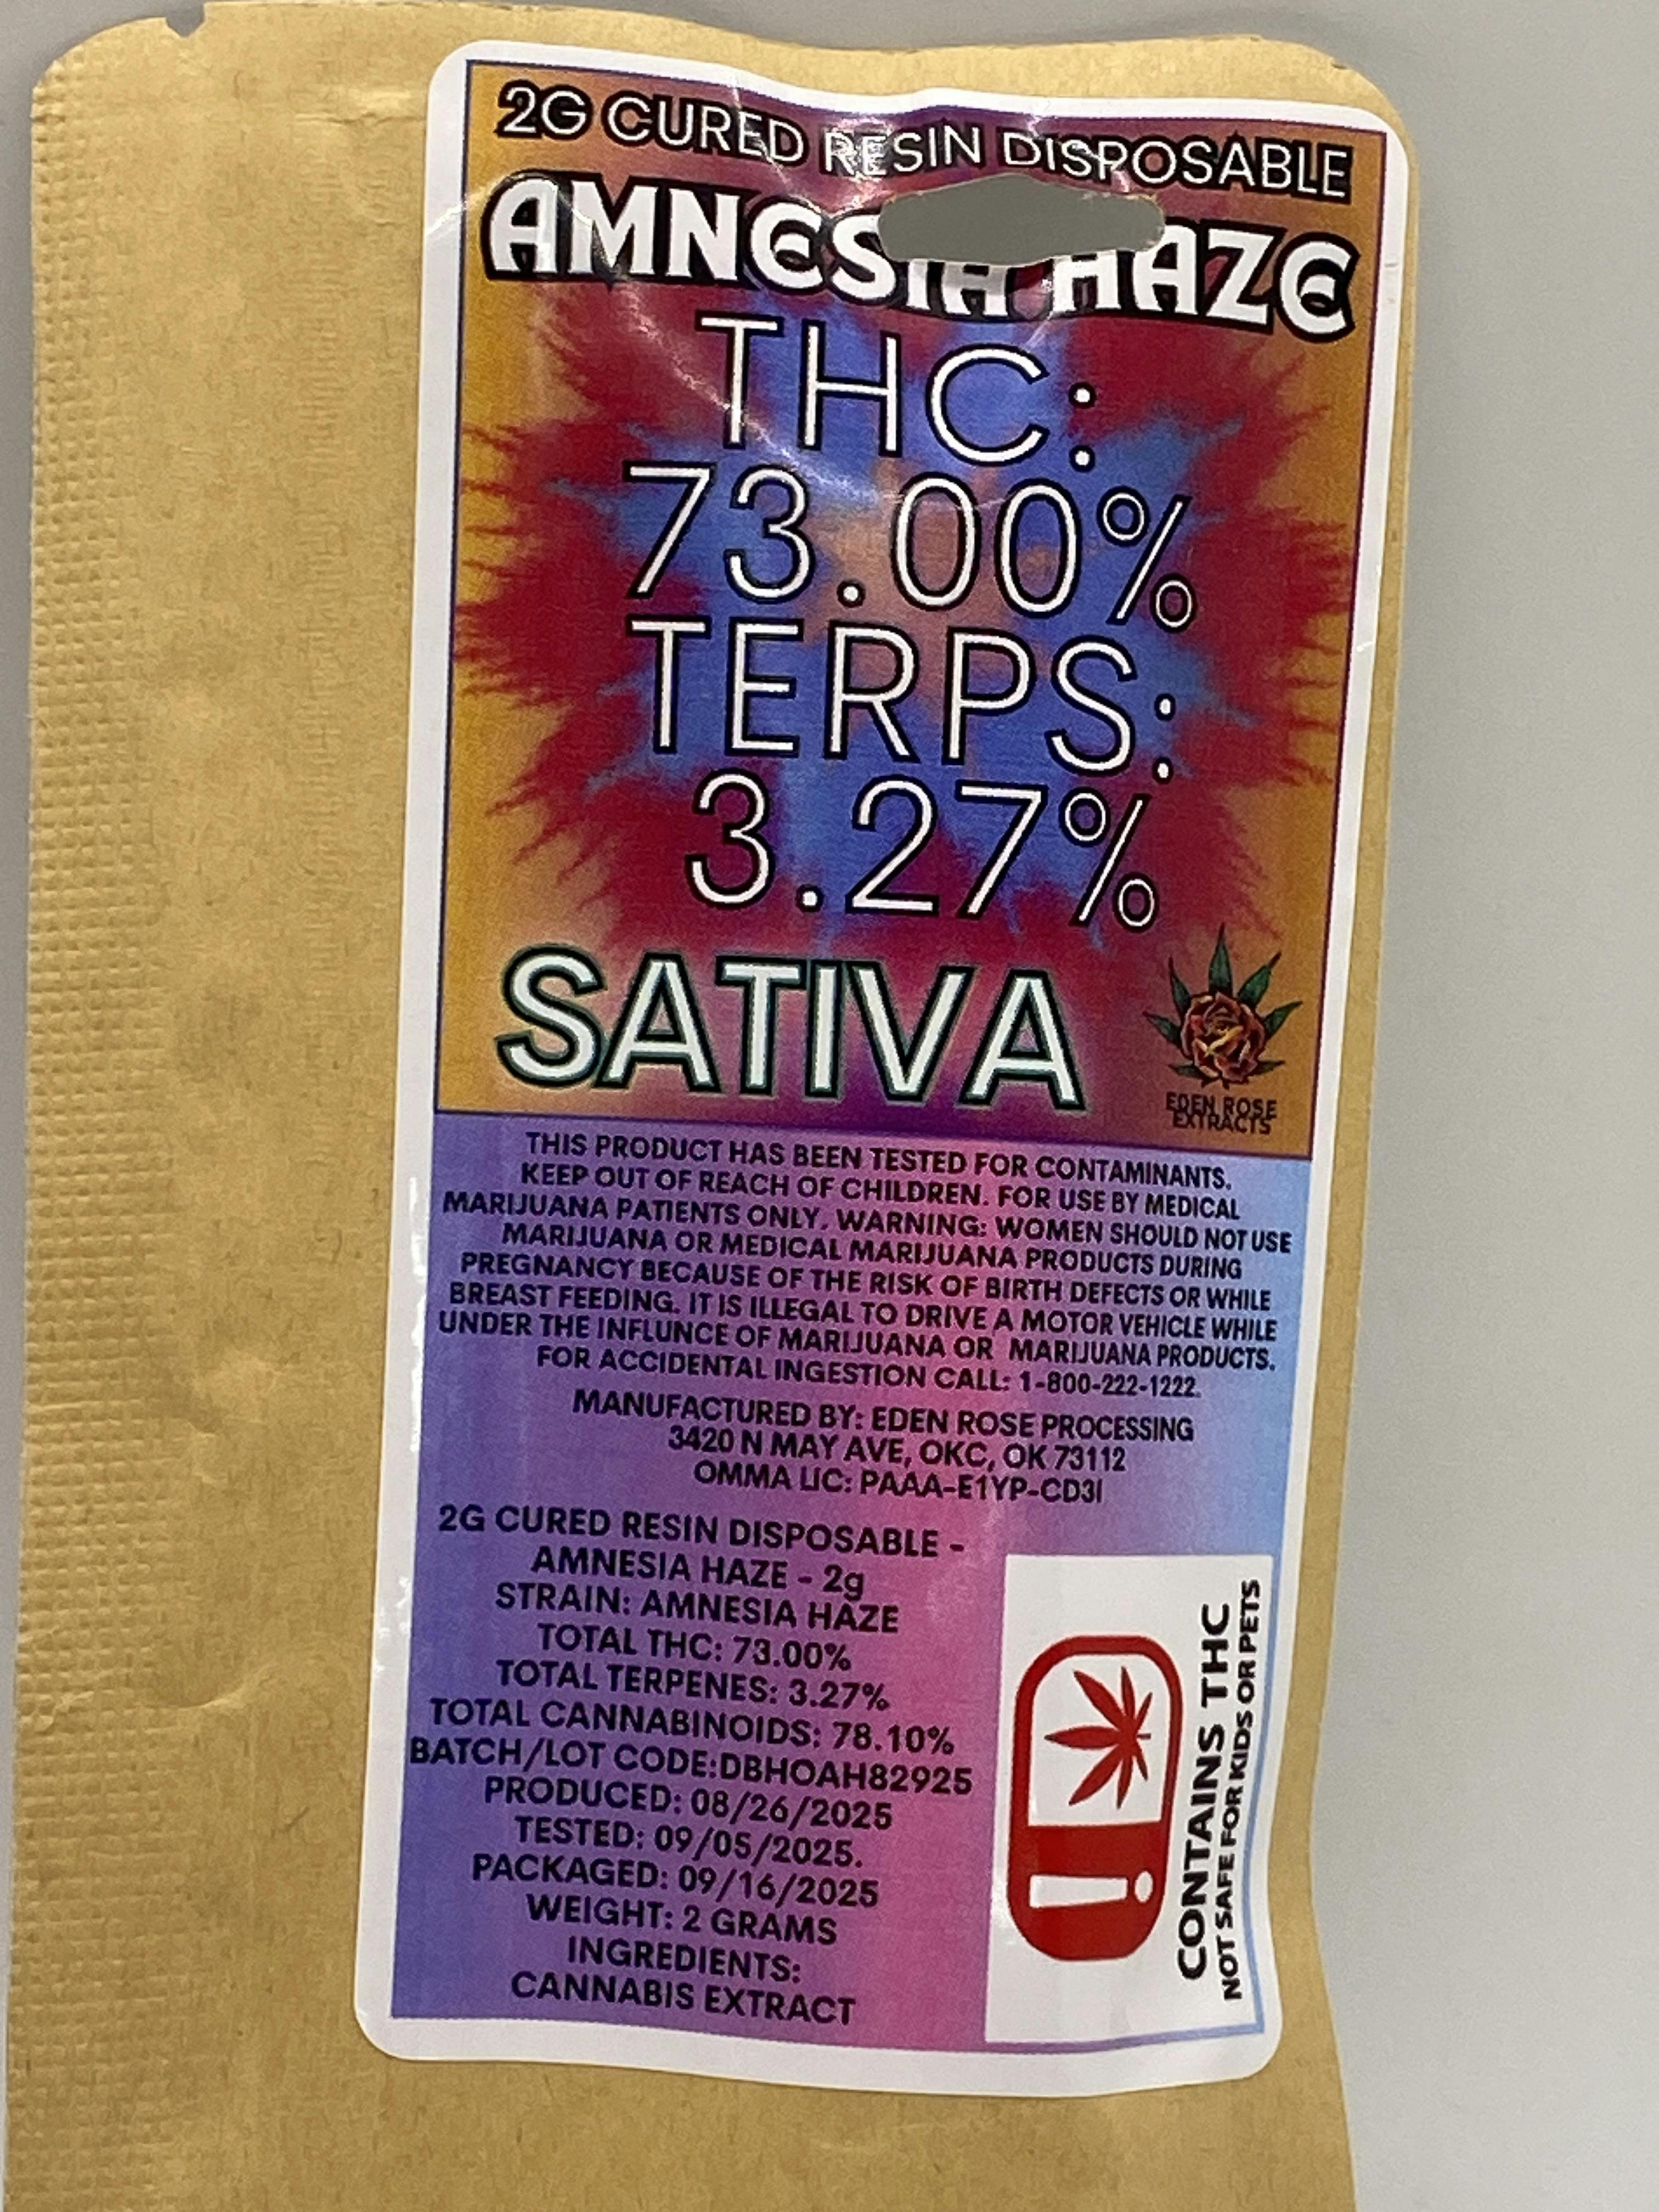 2G CURED RESIN DISPOSABLE
AMNESIA HAZE
THC:
73.00%
TERPS:
3.27%
SATIVA
EDEN ROSE
EXTRACTS
THIS PRODUCT HAS BEEN TESTED FOR CONTAMINANTS.
KEEP OUT OF REACH OF CHILDREN. FOR USE BY MEDICAL
MARIJUANA PATIENTS ONLY. WARNING: WOMEN SHOULD NOT USE
MARIJUANA OR MEDICAL MARIJUANA PRODUCTS DURING
PREGNANCY BECAUSE OF THE RISK OF BIRTH DEFECTS OR WHILE
BREAST FEEDING. IT IS ILLEGAL TO DRIVE A MOTOR VEHICLE WHILE
UNDER THE INFLUNCE OF MARIJUANA OR MARIJUANA PRODUCTS.
FOR ACCIDENTAL INGESTION CALL: 1-800-222-1222.
MANUFACTURED BY: EDEN ROSE PROCESSING
3420 N MAY AVE, OKC, OK 73112
OMMA LIC: PAAA-E1YP-CD3I
2G CURED RESIN DISPOSABLE -
AMNESIA HAZE - 2g
STRAIN: AMNESIA HAZE
TOTAL THC: 73.00%
TOTAL TERPENES: 3.27%
TOTAL CANNABINOIDS: 78.10%
BATCH/LOT CODE:DBHOAH82925
PRODUCED: 08/26/2025
TESTED: 09/05/2025.
PACKAGED: 09/16/2025
WEIGHT: 2 GRAMS
INGREDIENTS:
CANNABIS EXTRACT
!
CONTAINS THC
NOT SAFE FOR KIDS OR PETS